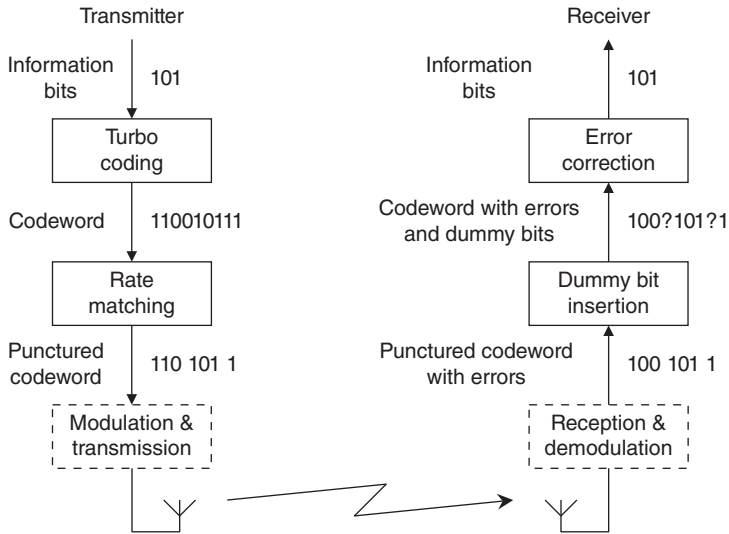 Transmitter
Information
bits
101
Turbo
coding
Codeword
110010111
Rate
matching
Punctured
codeword
110 101 1
Modulation &
transmission
Receiver
Information
bits
101
Error
correction
Codeword with errors
and dummy bits
100?101?1
Dummy bit
insertion
Punctured codeword
with errors
100 101 1
Reception &
demodulation